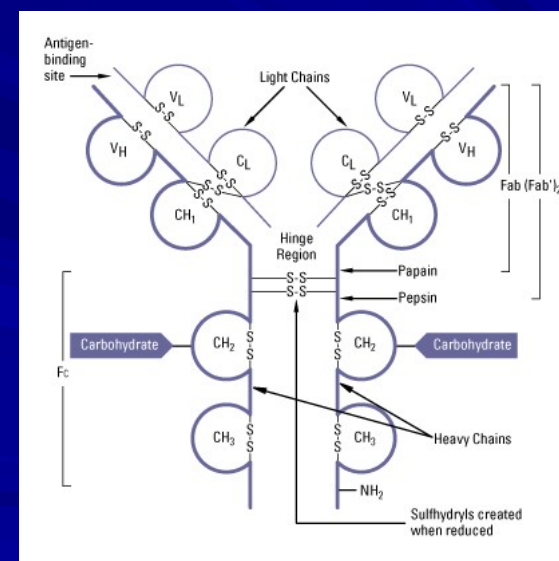 Antigen-
binding
site
Light Chains
VL
VL
S-S
S-S
VH
VH
S-S
S-S
CL
CL
S-S
S-S
S-S
S-S
Fab
(Fab')2
CH1
CH1
S-S
S-S
Hinge
Region
Papain
S-S
S-S
Pepsin
Carbohydrate
CH2
S-S
S-S
CH2
Carbohydrate
Fc
CH3
S-S
S-S
CH3
Heavy Chains
NH2
Sulfhydryls created
when reduced